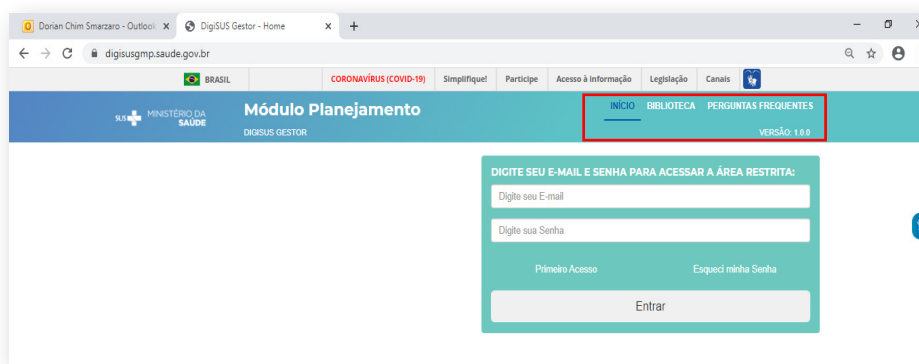 Dorian Chim Smarzaro - Outlook
DigiSUS Gestor - Home
digisusgmp.saude.gov.br
BRASIL
CORONAVÍRUS (COVID-19)
Simplifique!
Participe
Acesso à informação
Legislação
Canais
SUS
MINISTÉRIO DA
SAÚDE
Módulo Planejamento
DIGISUS GESTOR
INÍCIO
BIBLIOTECA
PERGUNTAS FREQUENTES
VERSÃO: 1.0.0
DIGITE SEU E-MAIL E SENHA PARA ACESSAR A ÁREA RESTRITA:
Digite seu E-mail
Digite sua Senha
Primeiro Acesso
Esqueci minha Senha
Entrar